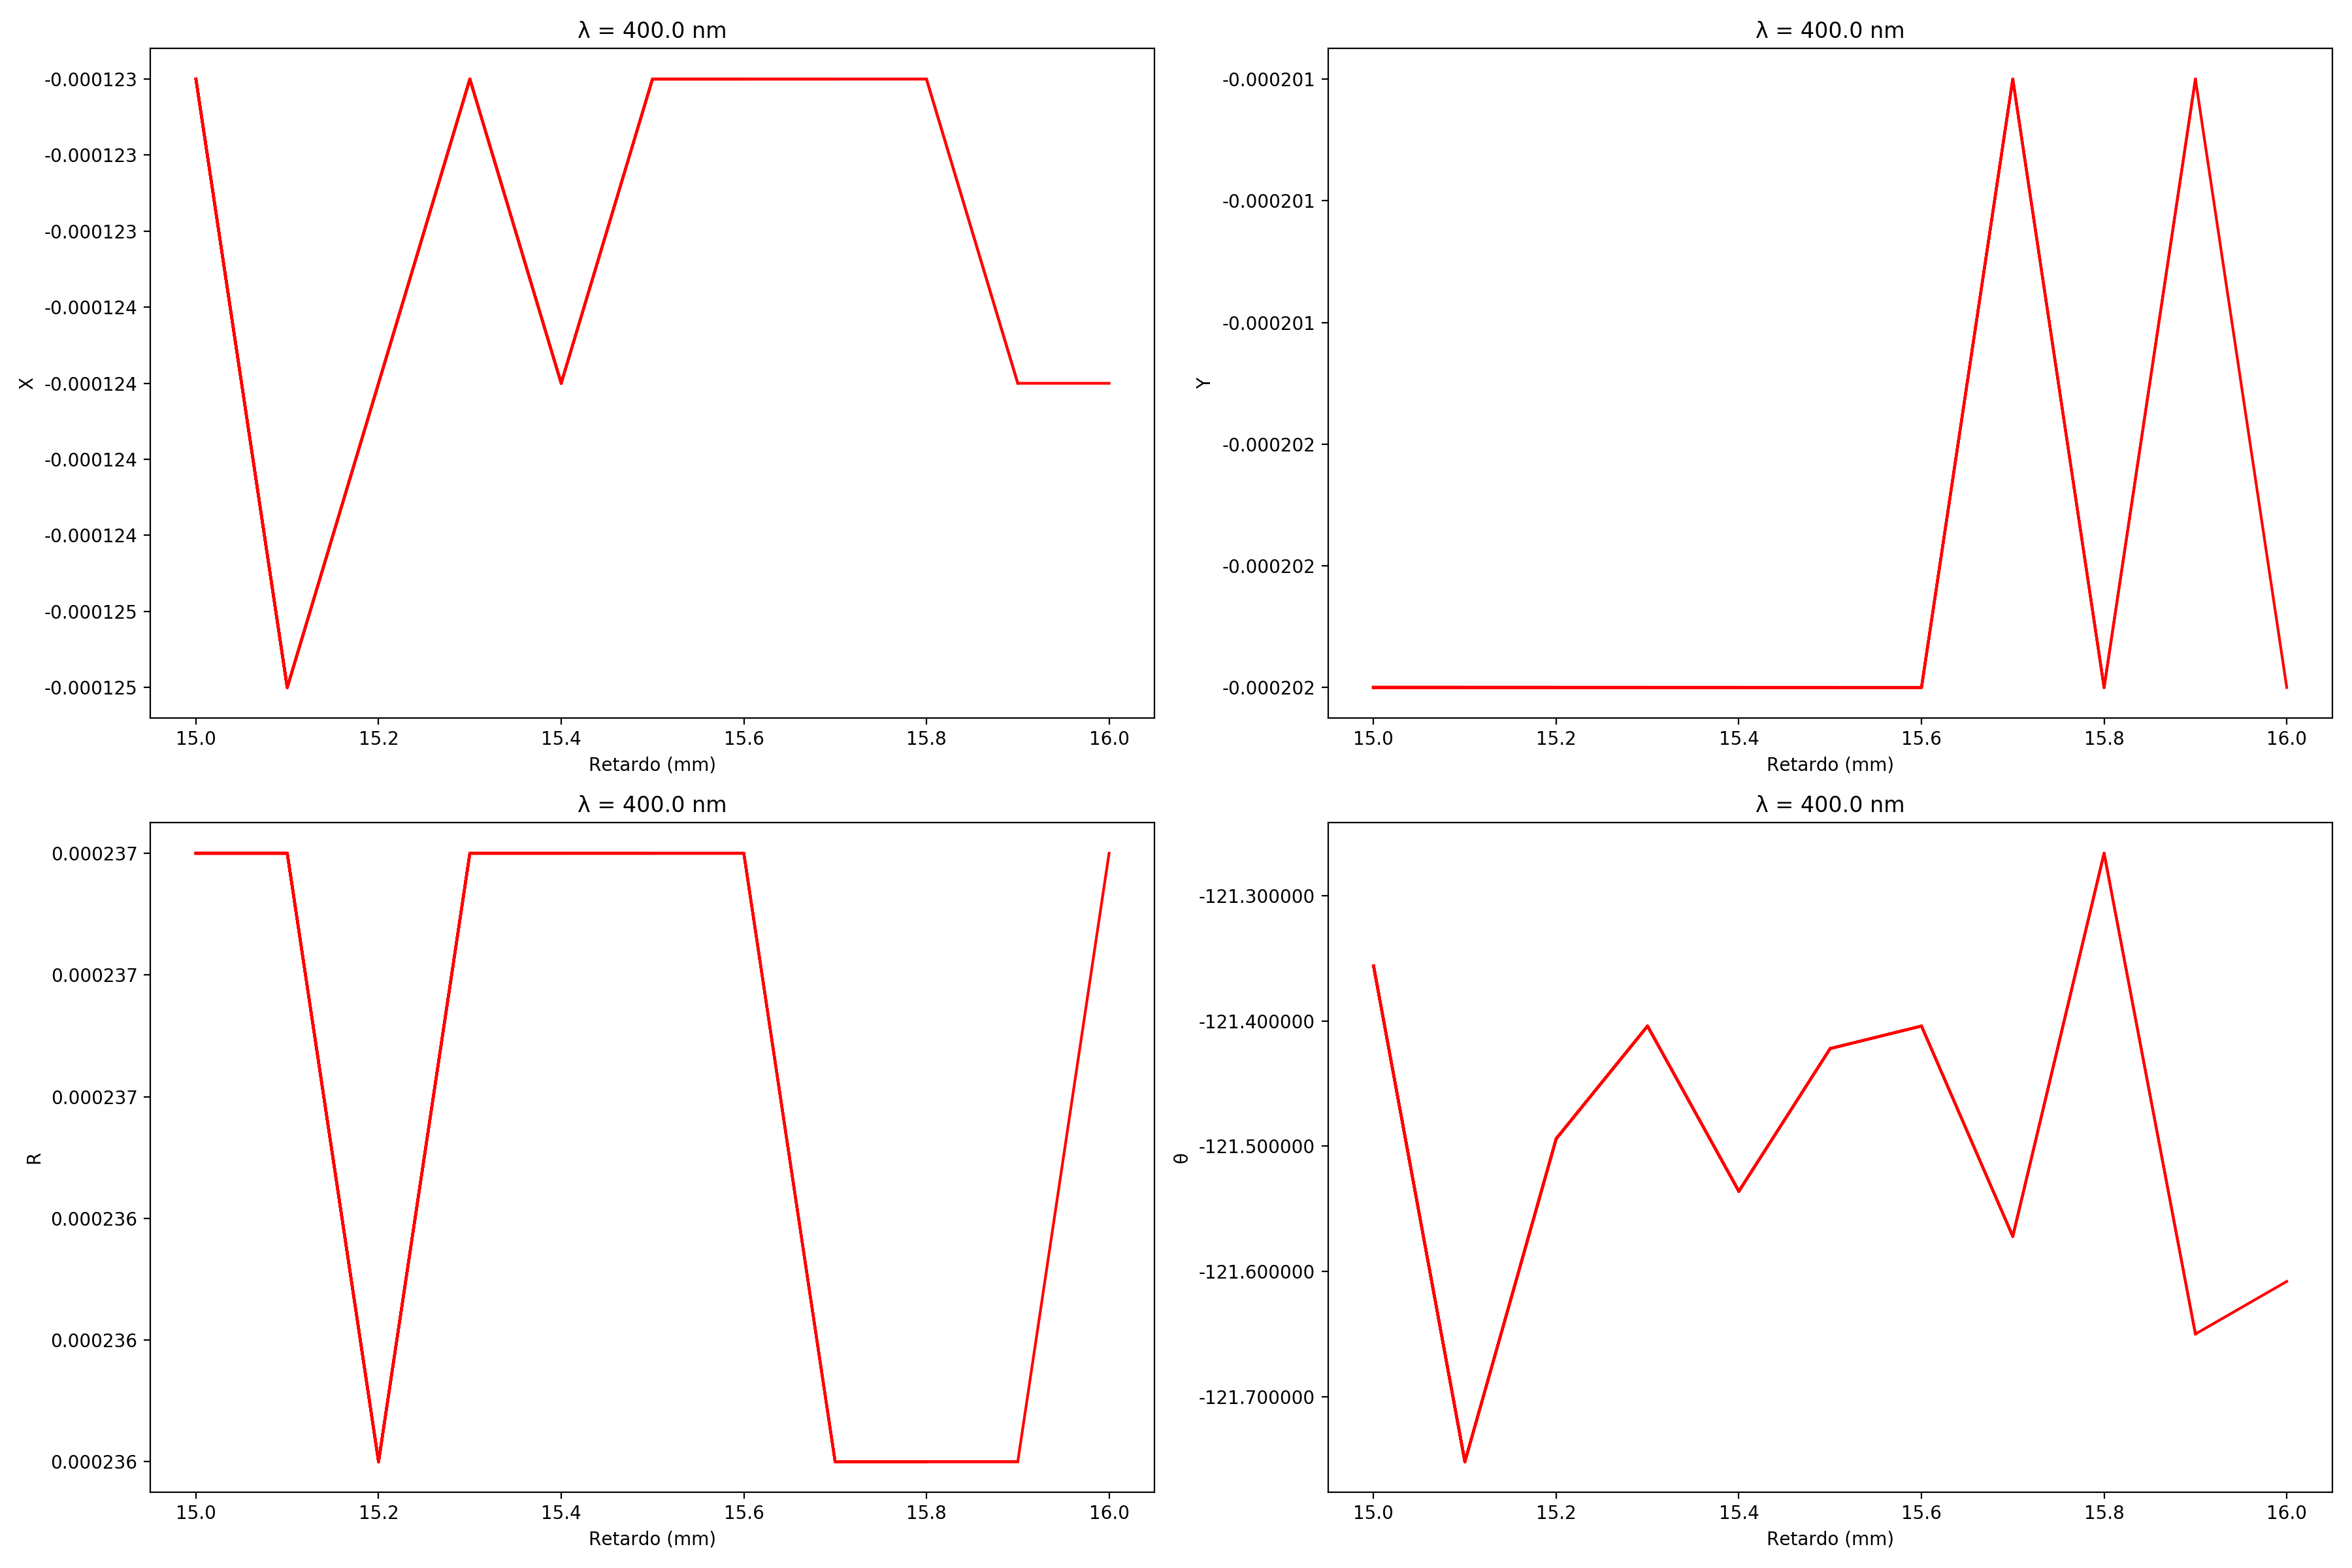 λ = 400.0 nm
-0.000123
-0.000123
-0.000123
-0.000124
-0.000124
-0.000124
-0.000124
-0.000125
-0.000125
X
15.0 15.2 15.4 15.6 15.8 16.0
Retardo (mm)
λ = 400.0 nm
-0.000201
-0.000201
-0.000201
-0.000202
-0.000202
-0.000202
Y
15.0 15.2 15.4 15.6 15.8 16.0
Retardo (mm)
λ = 400.0 nm
0.000237
0.000237
0.000237
0.000236
0.000236
0.000236
R
15.0 15.2 15.4 15.6 15.8 16.0
Retardo (mm)
λ = 400.0 nm
-121.300000
-121.400000
-121.500000
-121.600000
-121.700000
θ
15.0 15.2 15.4 15.6 15.8 16.0
Retardo (mm)